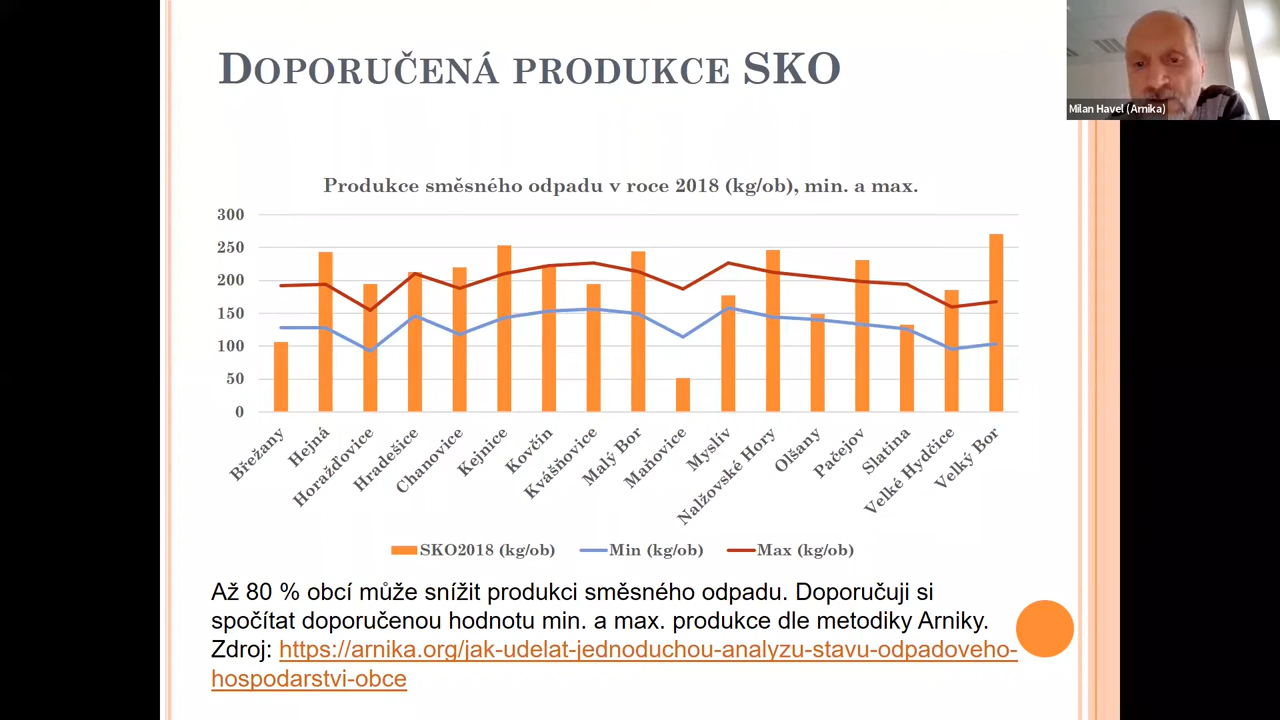 DOPORUČENÁ PRODUKCE SKO
Milan Havel (Arnika)
Produkce směsného odpadu v roce 2018 (kg/ob), min. a max.
300
250
200
150
100
50
0
Břežany
Hejná
Horažďovice
Hradešice
Chanovice
Kejnice
Kovčín
Kvášňovice
Malý Bor
Maňovice
Myslív
Nalžovské Hory
Olšany
Pačejov
Slatina
Velké Hydčice
Velký Bor
SKO2018 (kg/ob) Min (kg/ob) Max (kg/ob)
Až 80 % obcí může snížit produkci směsného odpadu. Doporučuji si
spočítat doporučenou hodnotu min. a max. produkce dle metodiky Arniky.
Zdroj: https://arnika.org/jak-udelat-jednoduchou-analyzu-stavu-odpadoveho-
hospodarstvi-obce